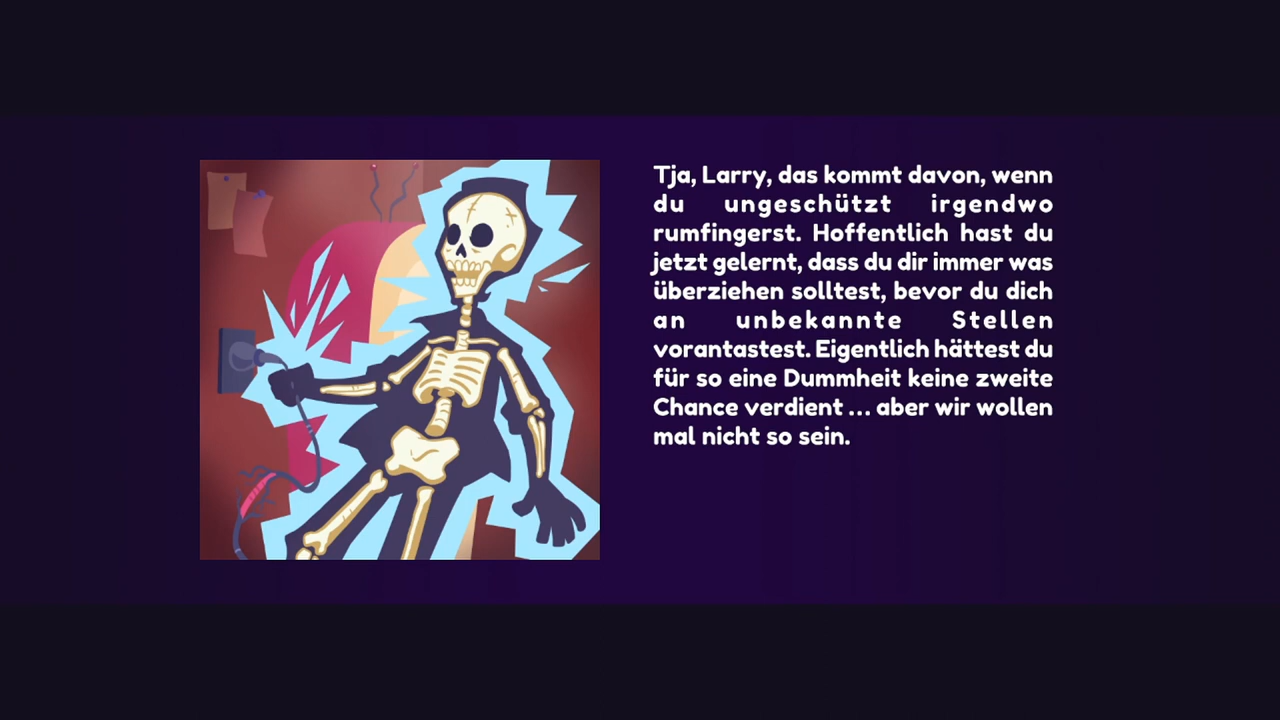 Tja, Larry, das kommt davon, wenn
du ungeschützt irgendwo
rumfingerst. Hoffentlich hast du
jetzt gelernt, dass du dir immer was
überziehen solltest, bevor du dich
an unbekannte Stellen
vorantastest. Eigentlich hättest du
für so eine Dummheit keine zweite
Chance verdient ... aber wir wollen
mal nicht so sein.